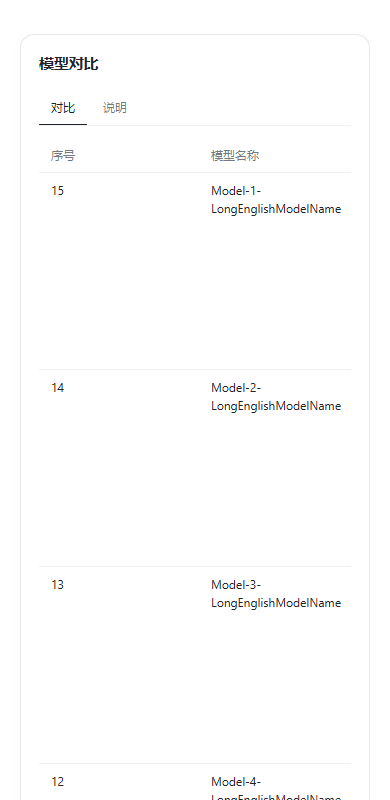 模型对比
对比 说明
序号 模型名称
15 Model-1-
LongEnglishModelName
14 Model-2-
LongEnglishModelName
13 Model-3-
LongEnglishModelName
12 Model-4-
LongEnglishModelName